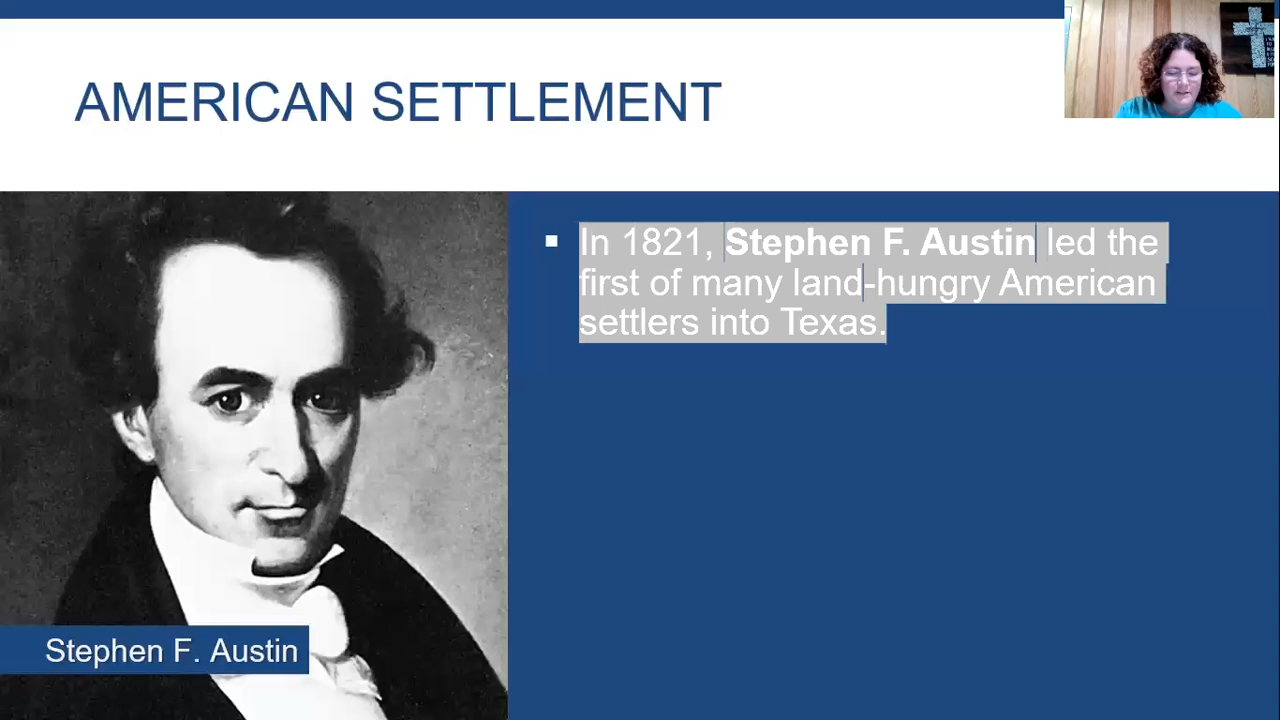 AMERICAN SETTLEMENT
▪ In 1821, Stephen F. Austin led the
first of many land-hungry American
settlers into Texas.
Stephen F. Austin